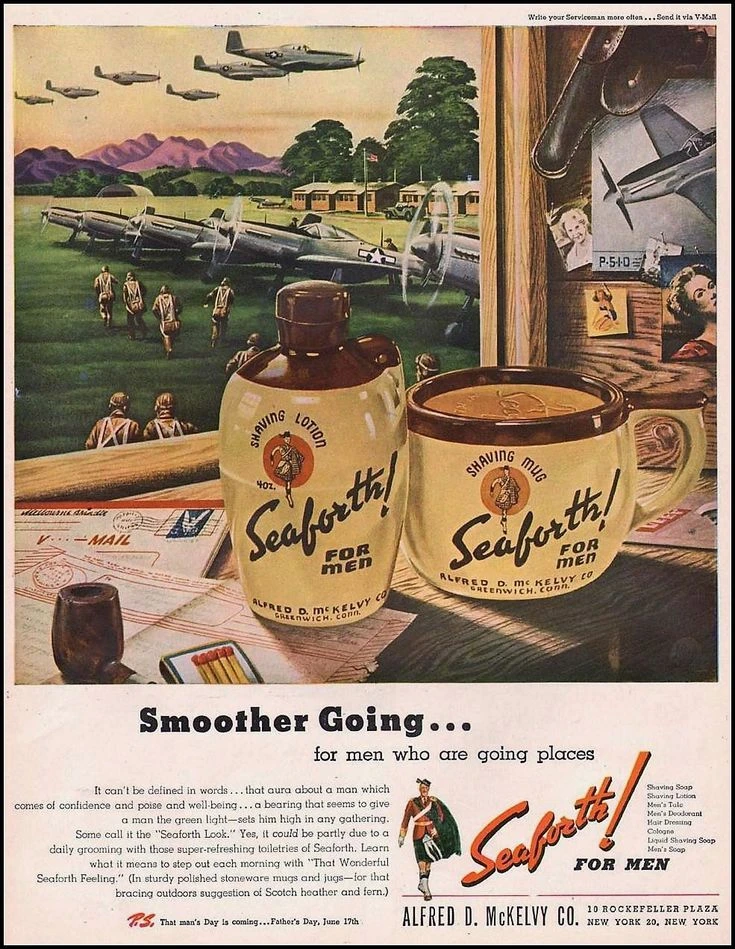 Write your Serviceman more often...Send it via V-Mail
P-51D
SHAVING LOTION
4oz.
Seaforth!
FOR
MEN
ALFRED D. McKELVY CO
GREENWICH. CONN.
SHAVING MUG
Seaforth!
FOR
MEN
ALFRED D. McKELVY CO
GREENWICH. CONN.
V····-MAIL
Smoother Going...
for men who are going places
It can't be defined in words...that aura about a man which
comes of confidence and poise and well-being...a bearing that seems to give
a man the green light—sets him high in any gathering.
Some call it the "Seaforth Look." Yes, it could be partly due to a
daily grooming with those super-refreshing toiletries of Seaforth. Learn
what it means to step out each morning with "That Wonderful
Seaforth Feeling." (In sturdy polished stoneware mugs and jugs—for that
bracing outdoors suggestion of Scotch heather and fern.)
P.S. That man's Day is coming...Father's Day, June 17th
Seaforth!
FOR MEN
Shaving Soap
Shaving Lotion
Men's Talc
Men's Deodorant
Hair Dressing
Cologne
Liquid Shaving Soap
Men's Soap
ALFRED D. McKELVY CO.
10 ROCKEFELLER PLAZA
NEW YORK 20, NEW YORK